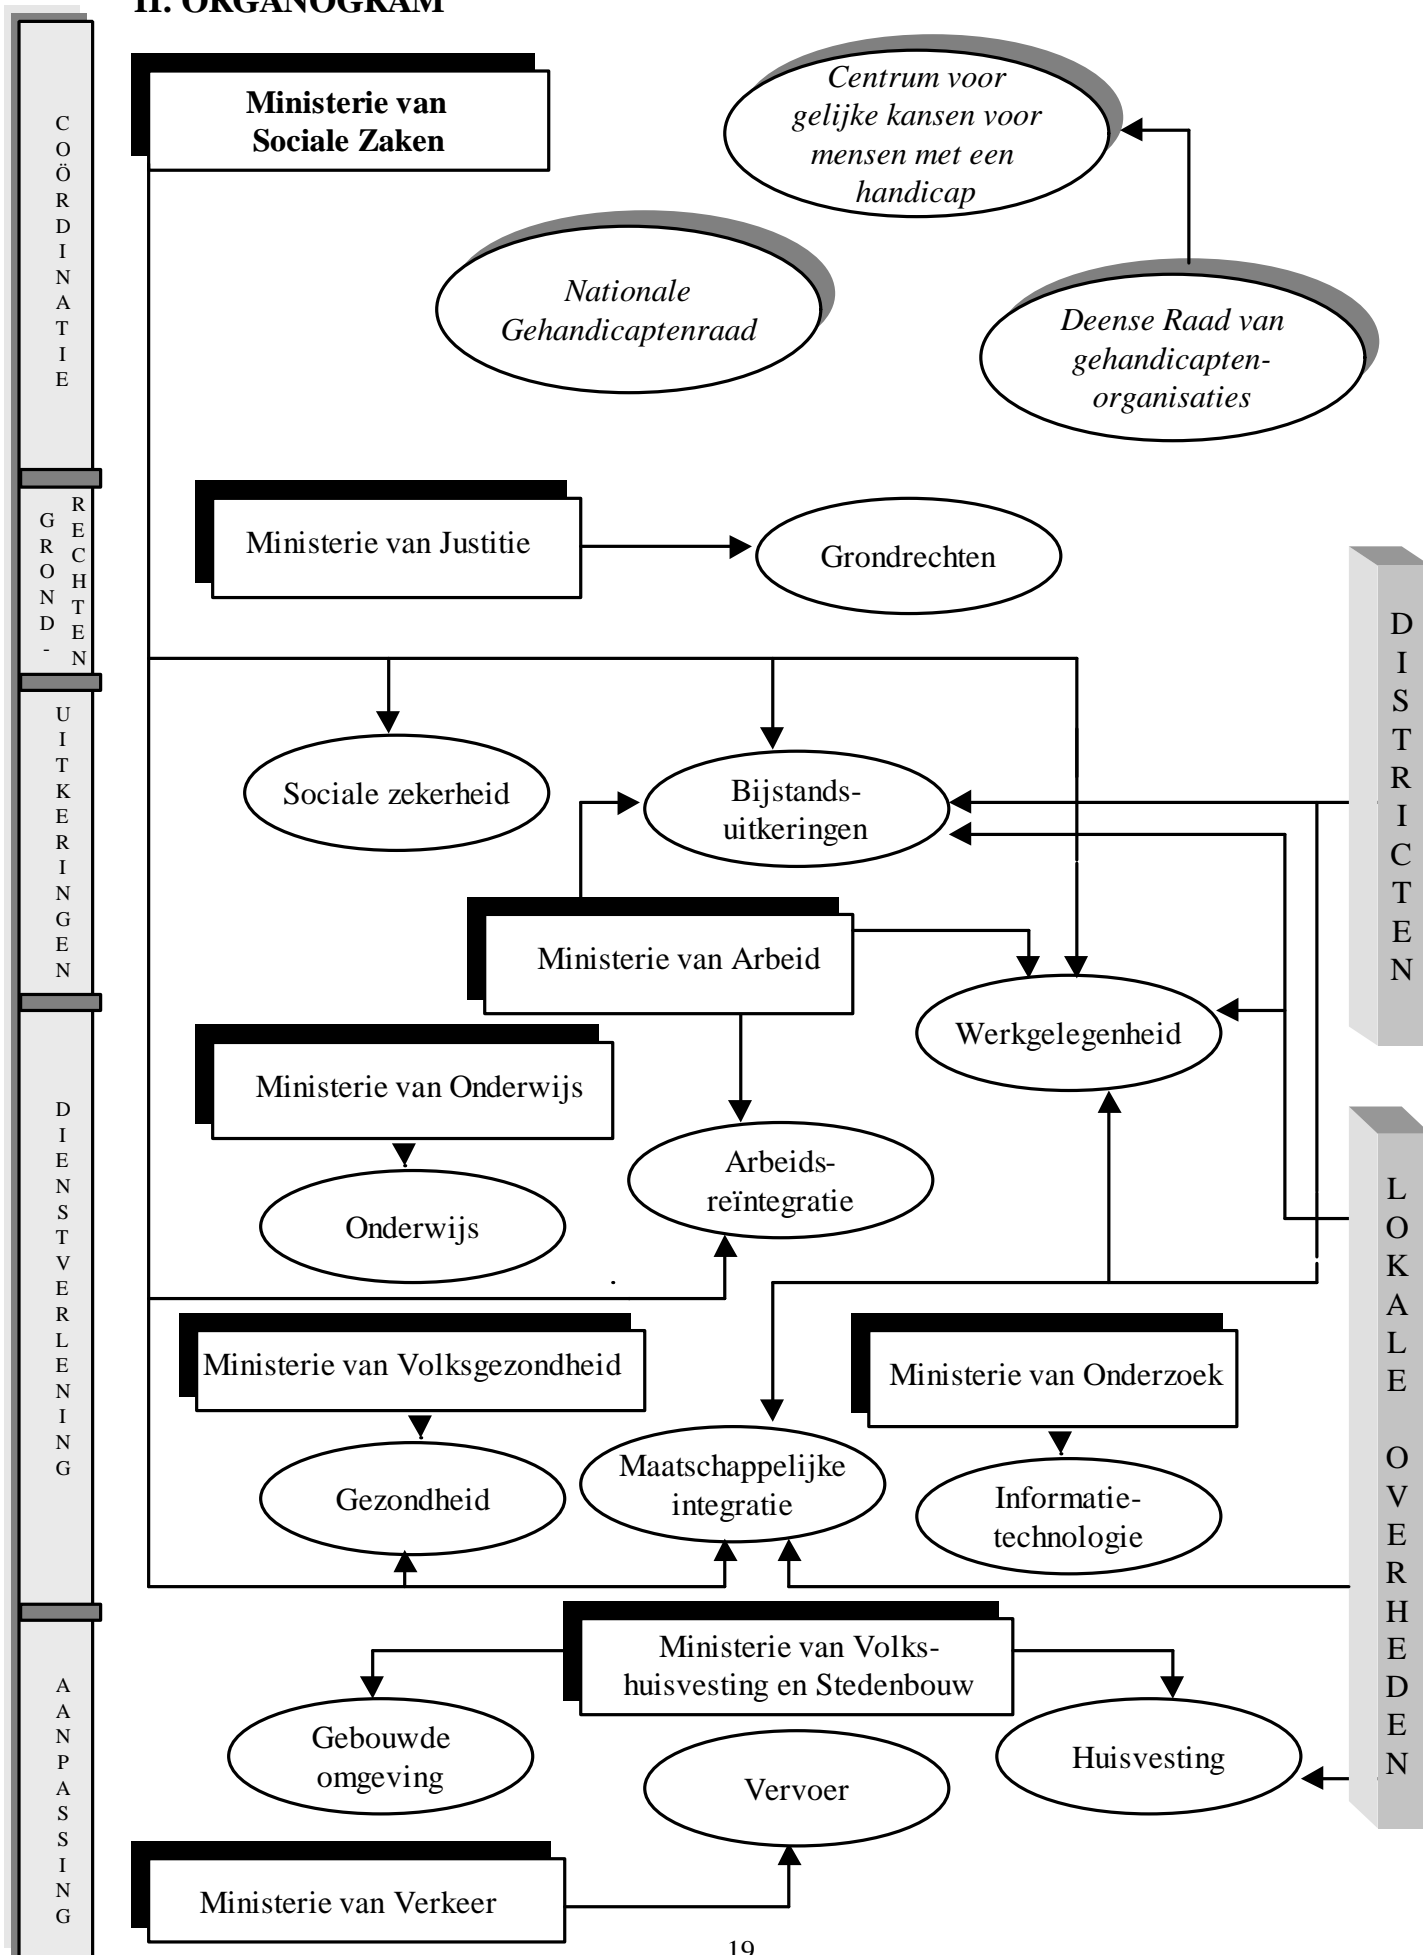 II. ORGANOGRAM
COÖRDINATIE
Ministerie van
Sociale Zaken
Centrum voor
gelijke kansen voor
mensen met een
handicap
Nationale
Gehandicaptenraad
Deense Raad van
gehandicapten-
organisaties
GROND-
RECHTEN
Ministerie van Justitie
Grondrechten
DISTRICTEN
UITKERINGEN
Sociale zekerheid
Bijstands-
uitkeringen
Ministerie van Arbeid
Werkgelegenheid
DIENSTVERLENING
Ministerie van Onderwijs
Onderwijs
Arbeids-
reïntegratie
LOKALE OVERHEDEN
Ministerie van Volksgezondheid
Ministerie van Onderzoek
Gezondheid
Maatschappelijke
integratie
Informatie-
technologie
AANPASSING
Ministerie van Volks-
huisvesting en Stedenbouw
Gebouwde
omgeving
Vervoer
Huisvesting
Ministerie van Verkeer
19